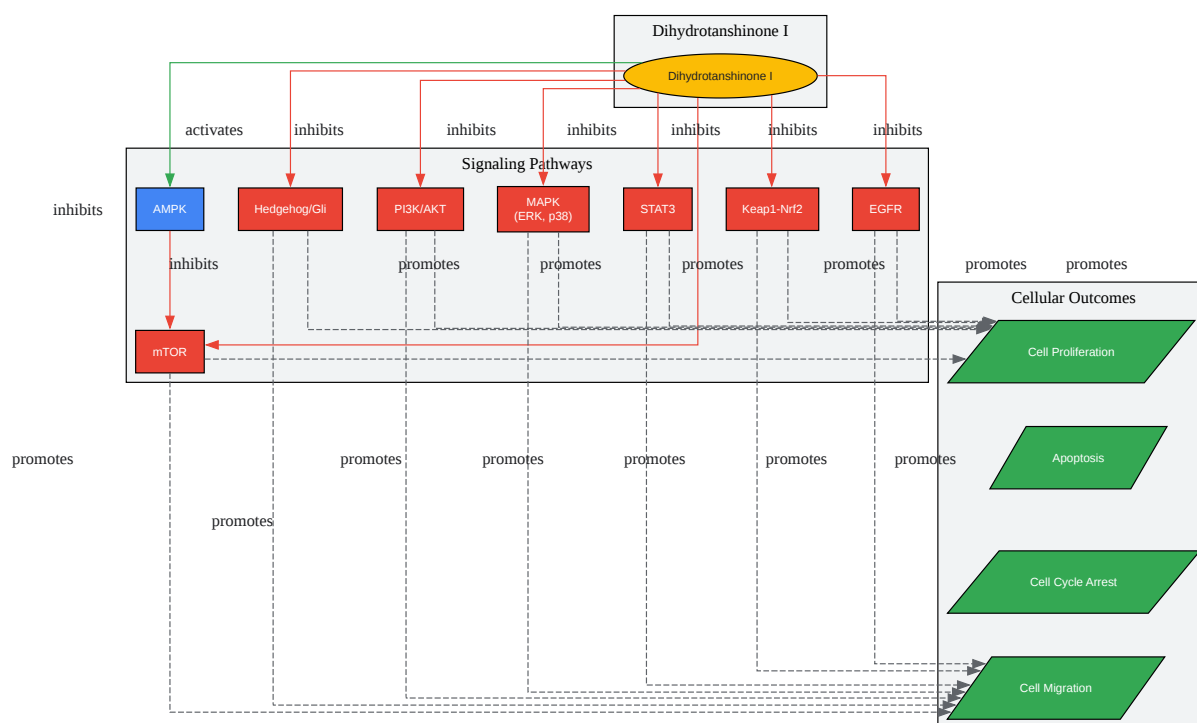 Dihydrotanshinone I
Dihydrotanshinone I
activates
inhibits
inhibits
inhibits
inhibits
inhibits
inhibits
Signaling Pathways
AMPK
Hedgehog/Gli
PI3K/AKT
MAPK
(ERK, p38)
STAT3
Keap1-Nrf2
EGFR
inhibits
inhibits
promotes
promotes
promotes
promotes
promotes
promotes
Cellular Outcomes
mTOR
Cell Proliferation
promotes
promotes
promotes
promotes
promotes
promotes
Apoptosis
promotes
Cell Cycle Arrest
Cell Migration